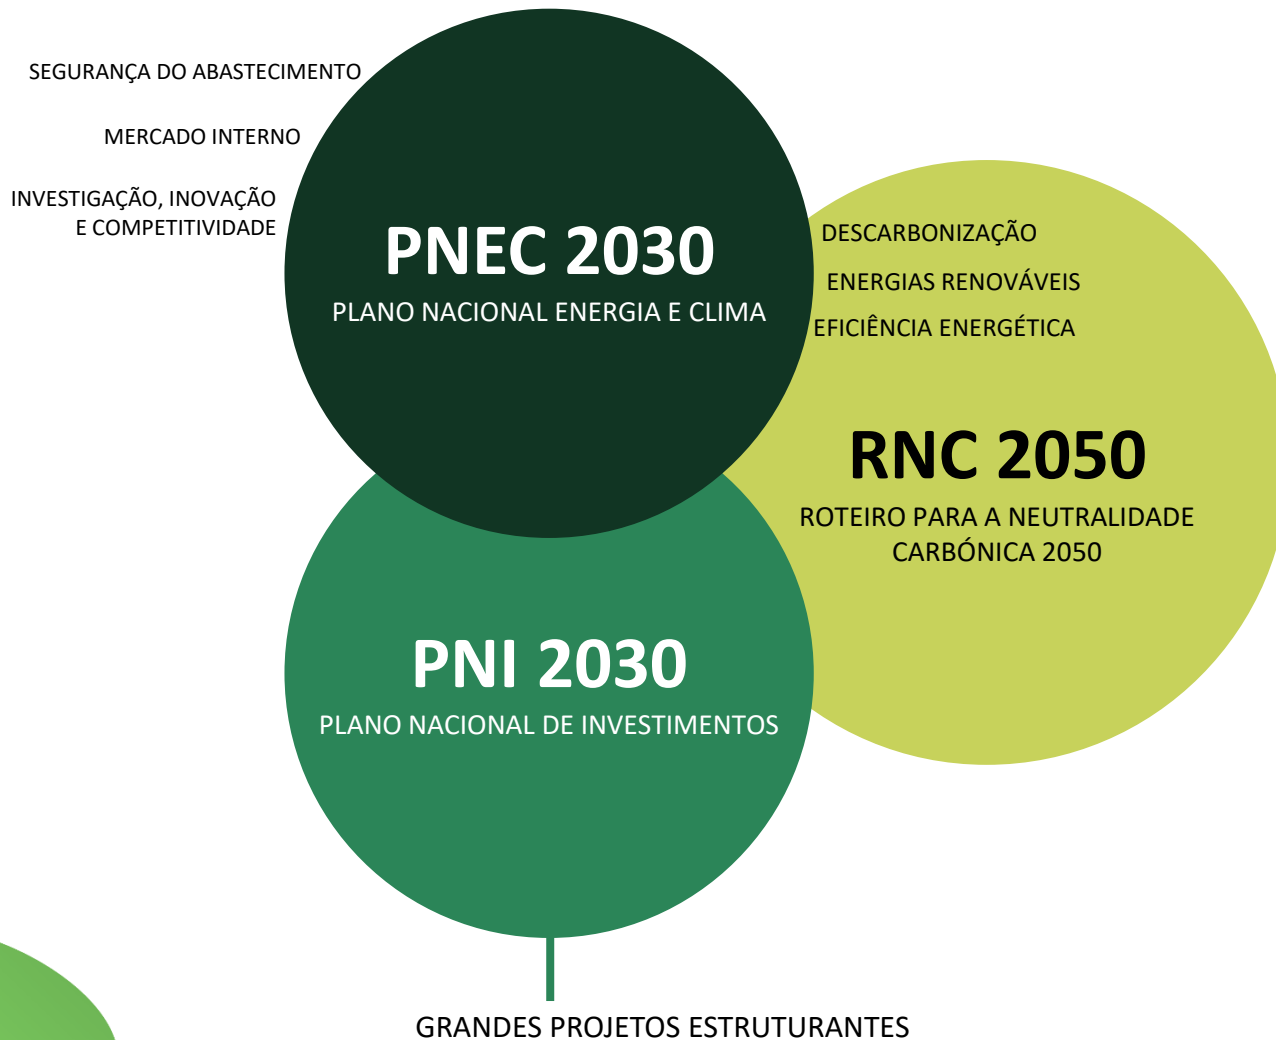 SEGURANÇA DO ABASTECIMENTO
MERCADO INTERNO
INVESTIGAÇÃO, INOVAÇÃO
E COMPETITIVIDADE
PNEC 2030
PLANO NACIONAL ENERGIA E CLIMA
DESCARBONIZAÇÃO
ENERGIAS RENOVÁVEIS
EFICIÊNCIA ENERGÉTICA
RNC 2050
ROTEIRO PARA A NEUTRALIDADE
CARBÓNICA 2050
PNI 2030
PLANO NACIONAL DE INVESTIMENTOS
GRANDES PROJETOS ESTRUTURANTES